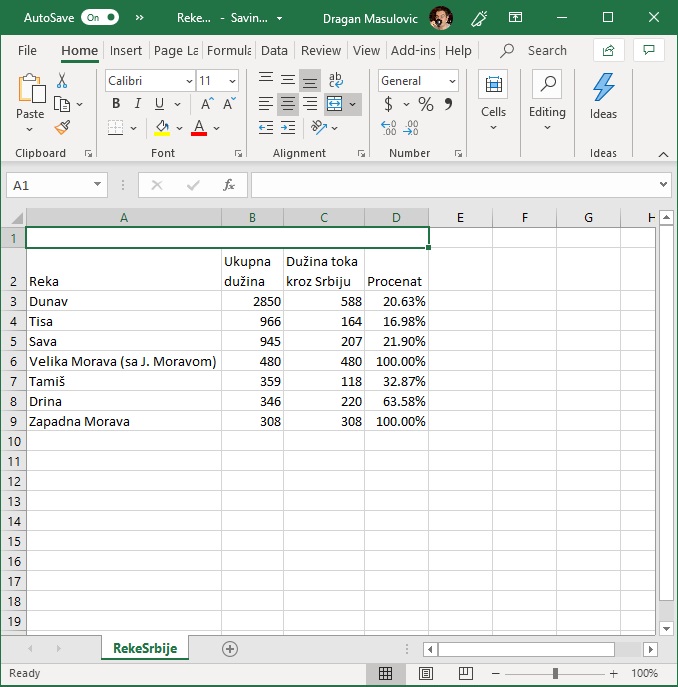 AutoSave On Reke... - Savin... Dragan Masulovic
File Home Insert Page La Formula Data Review View Add-ins Help Search
Paste Calibri 11 ab c General Cells Editing Ideas
B I U A A $ % 9
A .0 .00 .00 .0
Clipboard Font Alignment Number Ideas
A1 fx
A B C D E F G H
1
2 Reka Ukupna dužina Dužina toka kroz Srbiju Procenat
3 Dunav 2850 588 20.63%
4 Tisa 966 164 16.98%
5 Sava 945 207 21.90%
6 Velika Morava (sa J. Moravom) 480 480 100.00%
7 Tamiš 359 118 32.87%
8 Drina 346 220 63.58%
9 Zapadna Morava 308 308 100.00%
10
11
12
13
14
15
16
17
18
19
RekeSrbije
Ready 100%